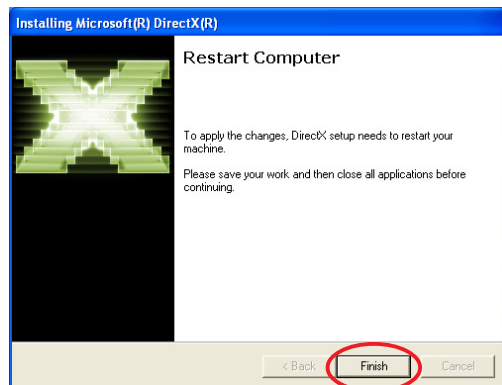 Installing Microsoft(R) DirectX(R)
Restart Computer
To apply the changes, DirectX setup needs to restart your
machine.
Please save your work and then close all applications before
continuing.
< Back Finish Cancel